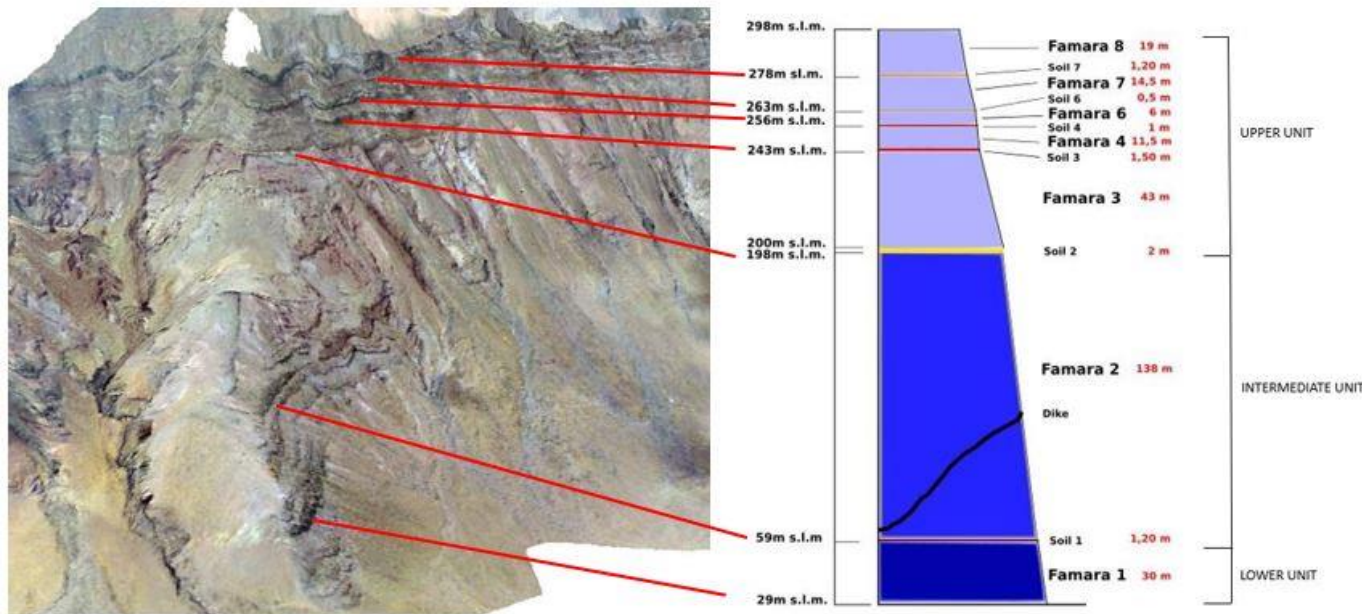 298m s.l.m.
Famara 8 19 m
Soil 7 1,20 m
278m sl.m.
Famara 7 14,5 m
Soil 6 0,5 m
263m s.l.m.
Famara 6 6 m
256m s.l.m.
Soil 4 1 m
UPPER UNIT
Famara 4 11,5 m
243m s.l.m.
Soil 3 1,50 m
Famara 3 43 m
200m s.l.m.
Soil 2 2 m
198m s.l.m.
Famara 2 138 m
INTERMEDIATE UNIT
Dike
59m s.l.m
Soil 1 1,20 m
Famara 1 30 m
LOWER UNIT
29m s.l.m.